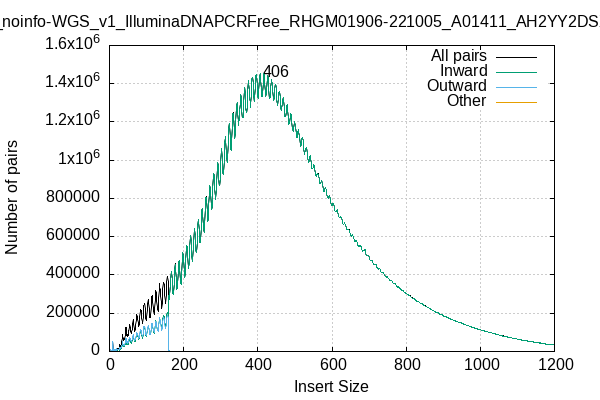 _noinfo-WGS_v1_IlluminaDNAPCRFree_RHGM01906-221005_A01411_AH2YY2DS
1.6x10^6
1.4x10^6
1.2x10^6
1x10^6
800000
600000
400000
200000
0
Number of pairs
406
All pairs
Inward
Outward
Other
0 200 400 600 800 1000 1200
Insert Size